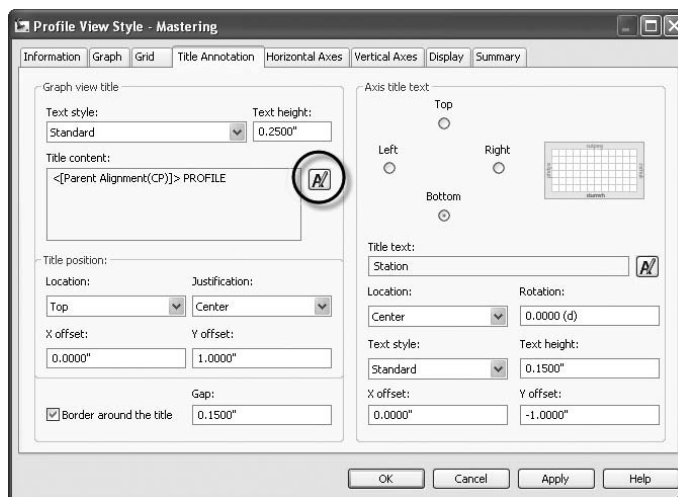 Profile View Style - Mastering
Information Graph Grid Title Annotation Horizontal Axes Vertical Axes Display Summary
Graph view title
Text style: Text height:
Standard 0.2500"
Title content:
<[Parent Alignment(CP)]> PROFILE
Title position:
Location: Justification:
Top Center
X offset: Y offset:
0.0000" 1.0000"
Gap:
Border around the title 0.1500"
Axis title text
Top
Left Right
Bottom
Title text:
Station
Location: Rotation:
Center 0.0000 (d)
Text style: Text height:
Standard 0.1500"
X offset: Y offset:
0.0000" -1.0000"
OK Cancel Apply Help